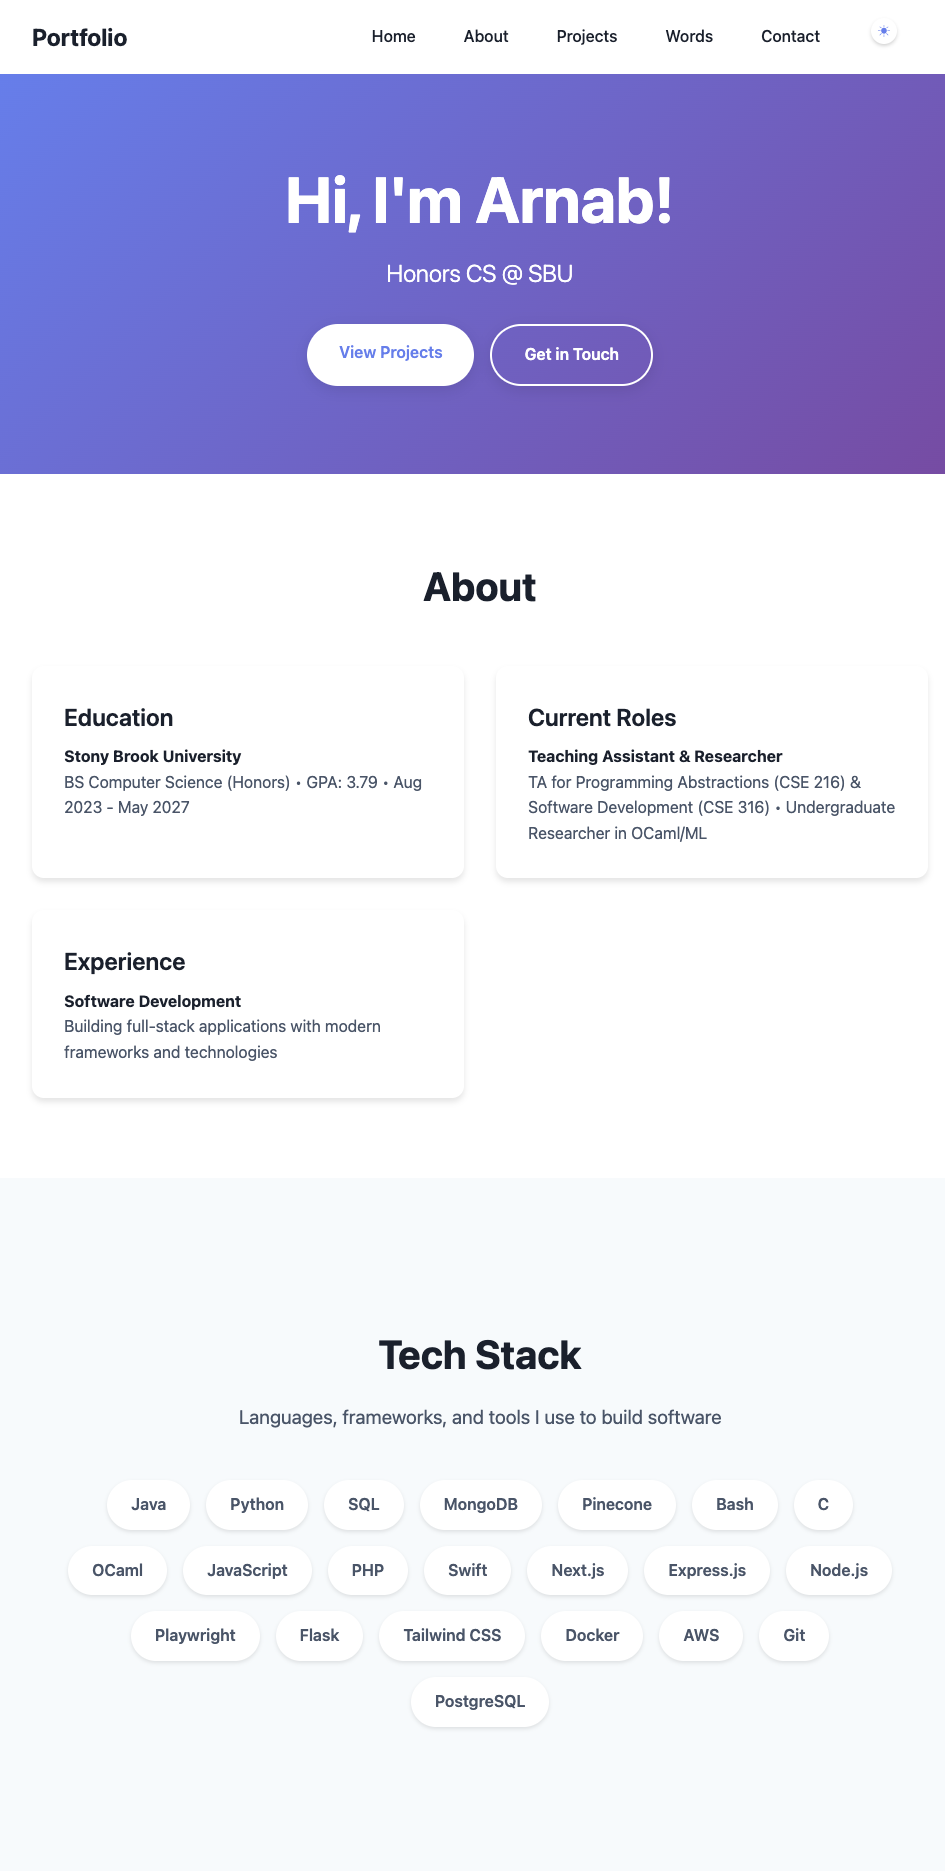 Portfolio
Home About Projects Words Contact
Hi, I'm Arnab!
Honors CS @ SBU
View Projects Get in Touch
About
Education
Stony Brook University
BS Computer Science (Honors) • GPA: 3.79 • Aug
2023 - May 2027
Current Roles
Teaching Assistant & Researcher
TA for Programming Abstractions (CSE 216) &
Software Development (CSE 316) • Undergraduate
Researcher in OCaml/ML
Experience
Software Development
Building full-stack applications with modern
frameworks and technologies
Tech Stack
Languages, frameworks, and tools I use to build software
Java Python SQL MongoDB Pinecone Bash C
OCaml JavaScript PHP Swift Next.js Express.js Node.js
Playwright Flask Tailwind CSS Docker AWS Git
PostgreSQL